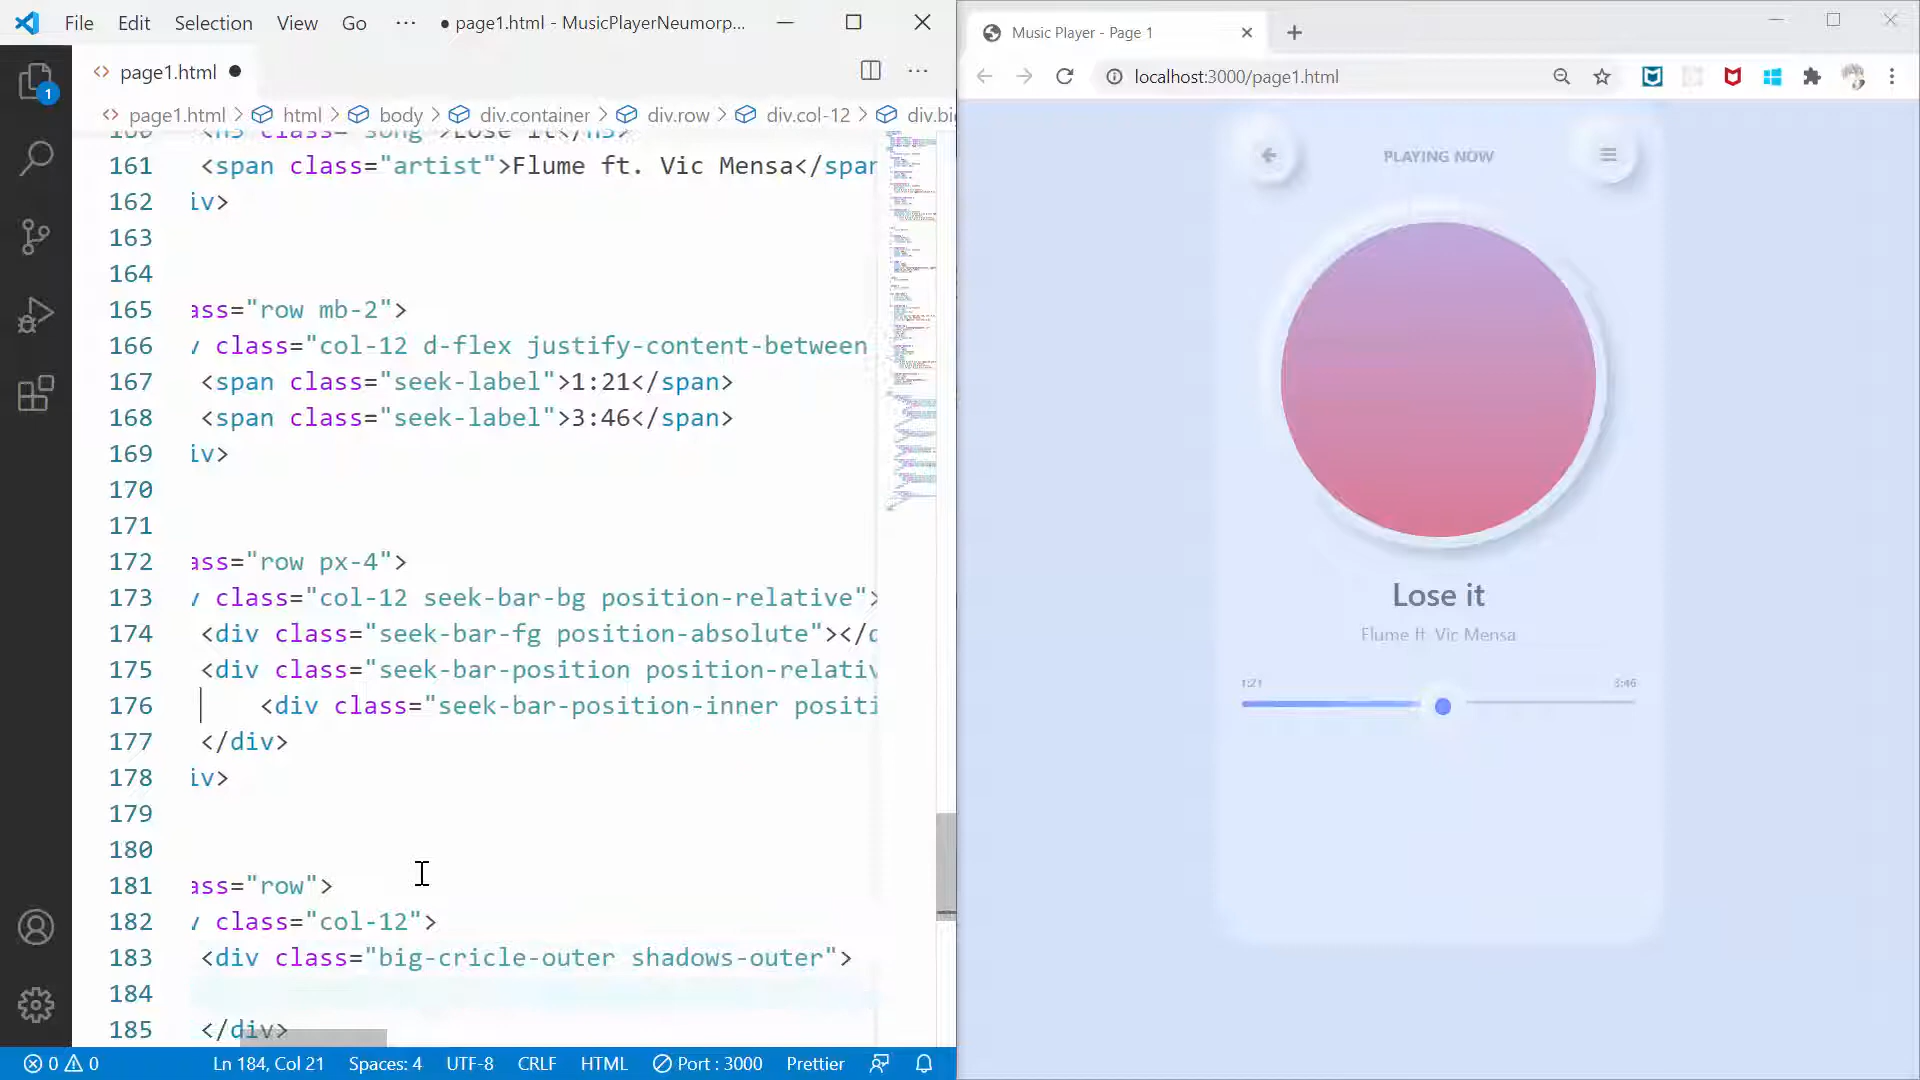 File Edit Selection View Go ··· ● page1.html - MusicPlayerNeumorp...
page1.html ●
page1.html > html > body > div.container > div.row > div.col-12 > div.bi
160 <h3 class="song">Lose it</h3>
161 <span class="artist">Flume ft. Vic Mensa</span
162 iv>
163
164
165 ass="row mb-2">
166 v class="col-12 d-flex justify-content-between
167 <span class="seek-label">1:21</span>
168 <span class="seek-label">3:46</span>
169 iv>
170
171
172 ass="row px-4">
173 v class="col-12 seek-bar-bg position-relative">
174 <div class="seek-bar-fg position-absolute"></d
175 <div class="seek-bar-position position-relativ
176 <div class="seek-bar-position-inner positi
177 </div>
178 iv>
179
180
181 ass="row">
182 v class="col-12">
183 <div class="big-cricle-outer shadows-outer">
184
185 </div>
1
0 0 Ln 184, Col 21 Spaces: 4 UTF-8 CRLF HTML Port : 3000 Prettier
Music Player - Page 1
localhost:3000/page1.html
PLAYING NOW
Lose it
Flume ft. Vic Mensa
1:21 3:46